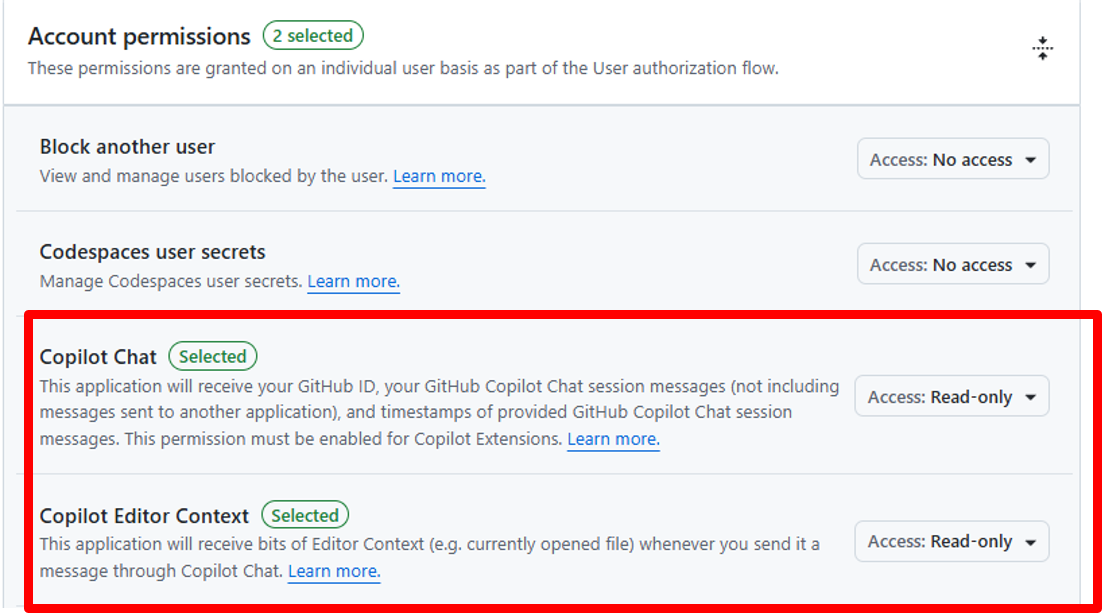 Account permissions 2 selected
These permissions are granted on an individual user basis as part of the User authorization flow.
Block another user
View and manage users blocked by the user. Learn more.
Access: No access
Codespaces user secrets
Manage Codespaces user secrets. Learn more.
Access: No access
Copilot Chat Selected
This application will receive your GitHub ID, your GitHub Copilot Chat session messages (not including
messages sent to another application), and timestamps of provided GitHub Copilot Chat session
messages. This permission must be enabled for Copilot Extensions. Learn more.
Access: Read-only
Copilot Editor Context Selected
This application will receive bits of Editor Context (e.g. currently opened file) whenever you send it a
message through Copilot Chat. Learn more.
Access: Read-only